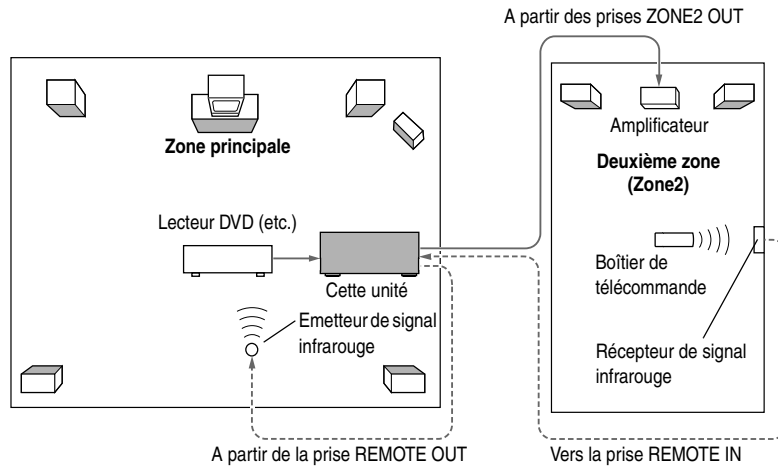 A partir des prises ZONE2 OUT
Zone principale
Lecteur DVD (etc.)
Cette unité
Emetteur de signal
infrarouge
A partir de la prise REMOTE OUT
Amplificateur
Deuxième zone
(Zone2)
Boîtier de
télécommande
Récepteur de signal
infrarouge
Vers la prise REMOTE IN